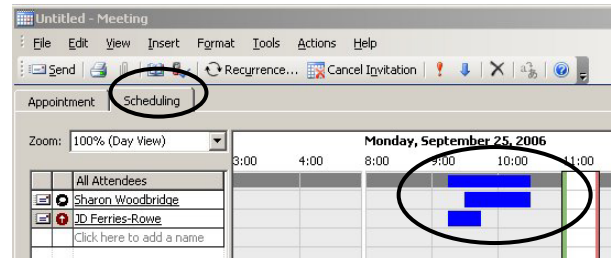 Untitled - Meeting
File Edit View Insert Format Tools Actions Help
Send Recurrence... Cancel Invitation
Appointment Scheduling
Zoom: 100% (Day View) Monday, September 25, 2006
3:00 4:00 8:00 9:00 10:00 11:00
All Attendees
Sharon Woodbridge
JD Ferries-Rowe
Click here to add a name